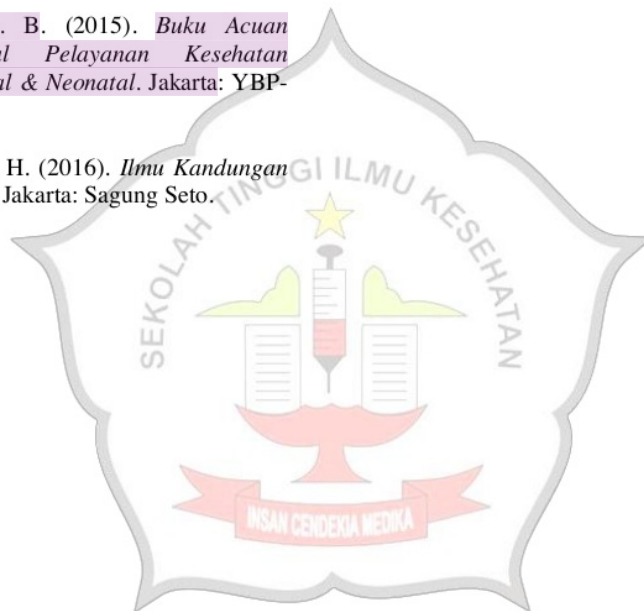 . B. (2015). Buku Acuan
l Pelayanan Kesehatan
al & Neonatal. Jakarta: YBP-
H. (2016). Ilmu Kandungan
Jakarta: Sagung Seto.
SEKOLAH TINGGI ILMU KESEHATAN
INSAN CENDEKIA MEDIKA